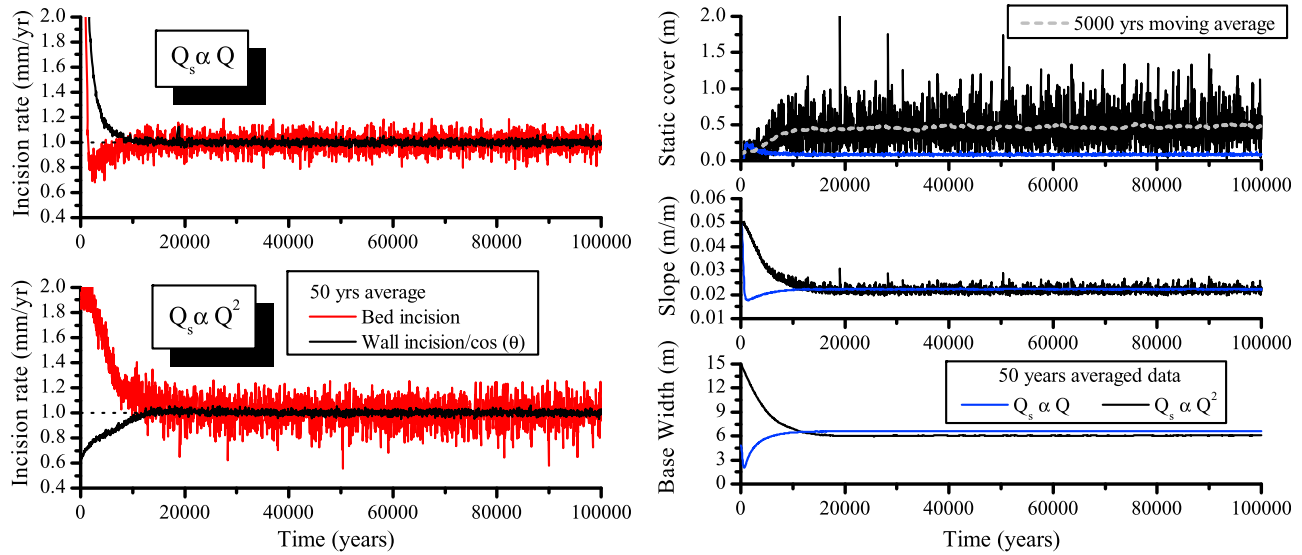 Incision rate (mm/yr)
2.0
1.8
1.6
1.4
1.2
1.0
0.8
0.6
0.4
Qs α Q
0 20000 40000 60000 80000 100000
Incision rate (mm/yr)
2.0
1.8
1.6
1.4
1.2
1.0
0.8
0.6
0.4
Qs α Q²
50 yrs average
Bed incision
Wall incision/cos (θ)
0 20000 40000 60000 80000 100000
Time (years)
Static cover (m)
2.0
1.5
1.0
0.5
0.0
5000 yrs moving average
0 20000 40000 60000 80000 100000
Slope (m/m)
0.06
0.05
0.04
0.03
0.02
0.01
0 20000 40000 60000 80000 100000
Base Width (m)
15
12
9
6
3
0
50 years averaged data
Qs α Q Qs α Q²
0 20000 40000 60000 80000 100000
Time (years)